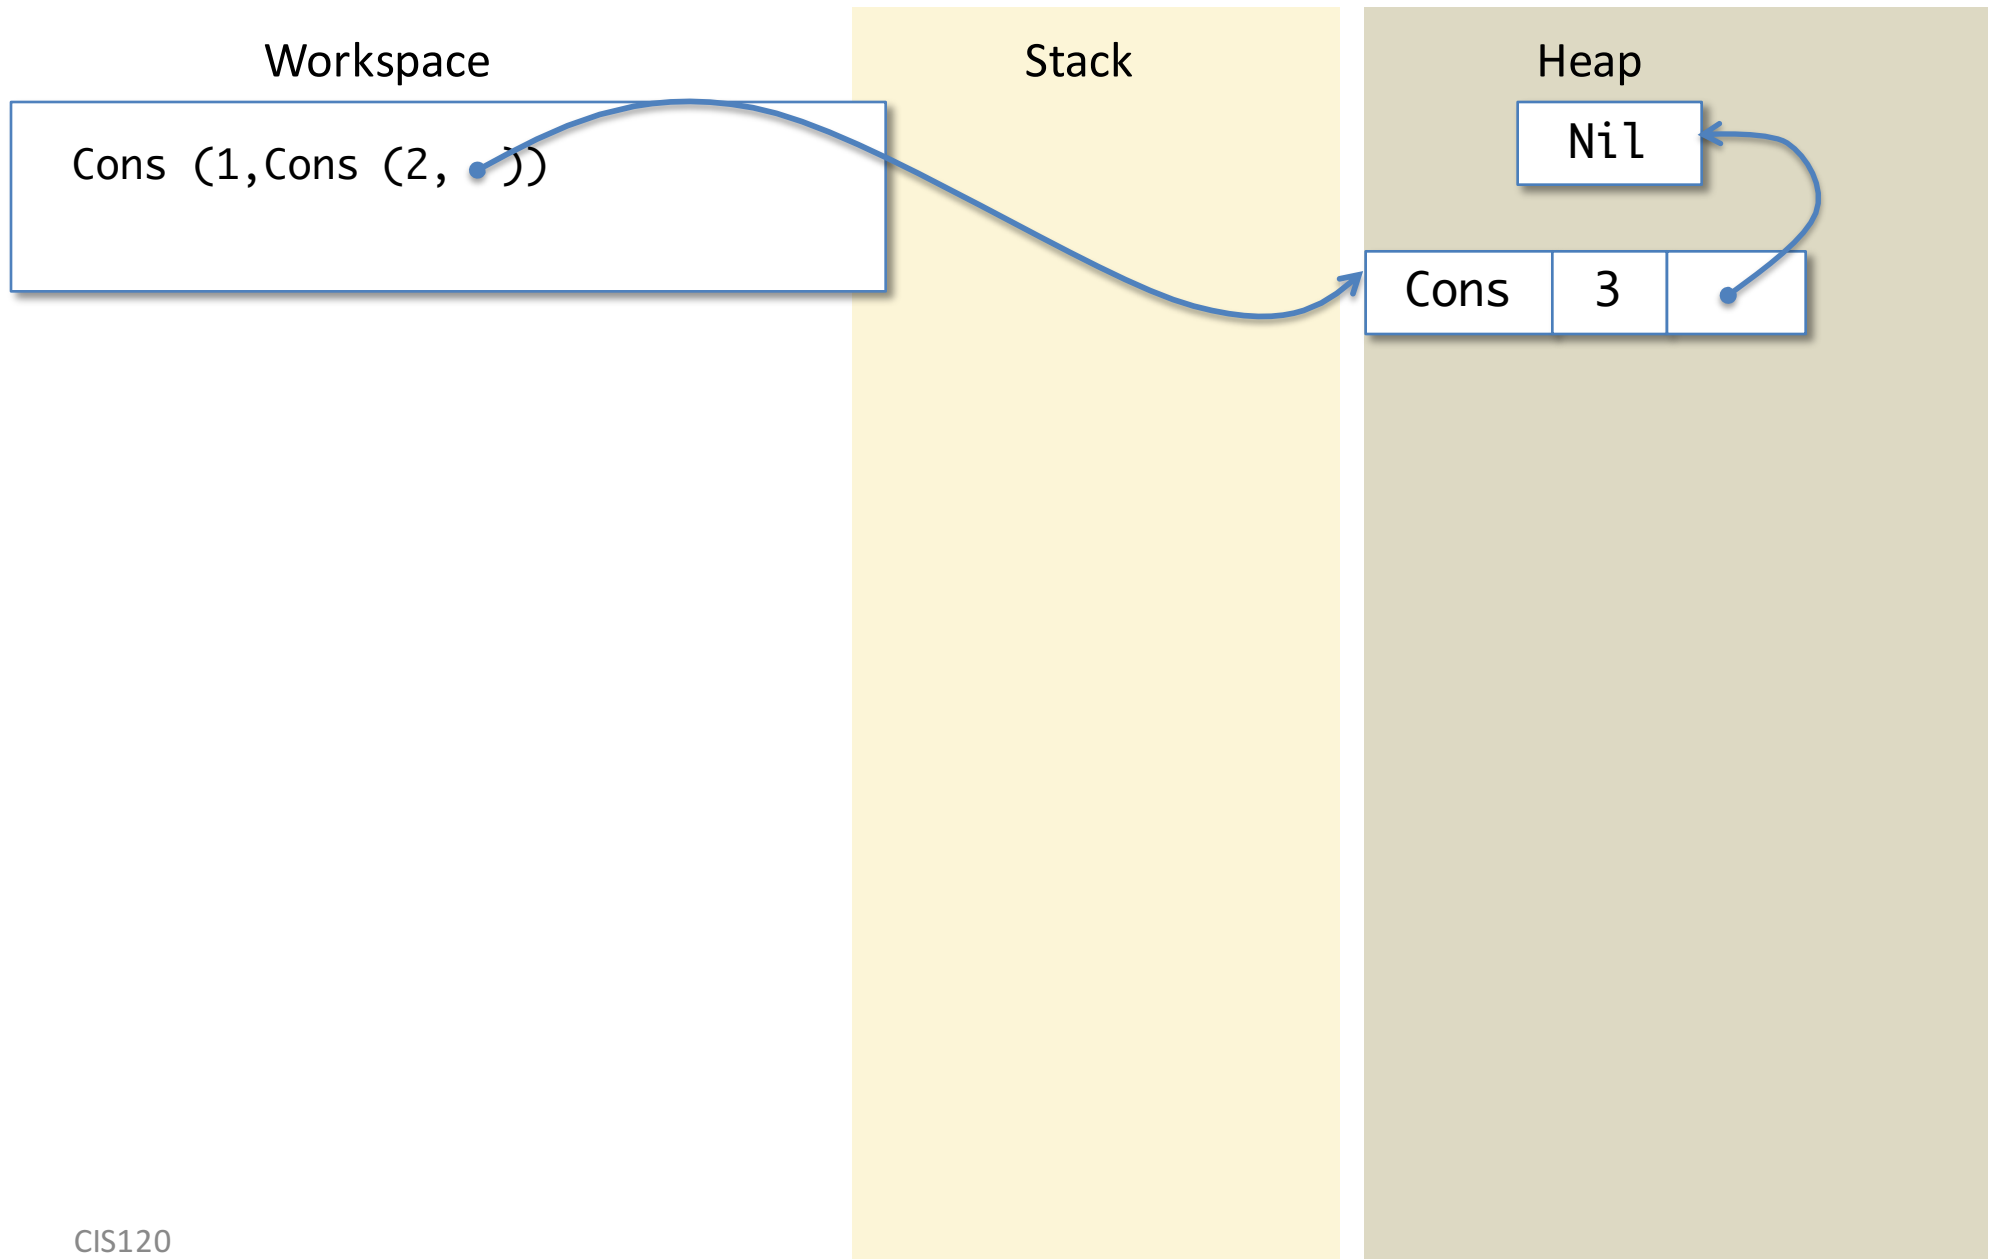 Workspace
Stack
Heap
Cons (1,Cons (2, ))
Nil
Cons 3
CIS120